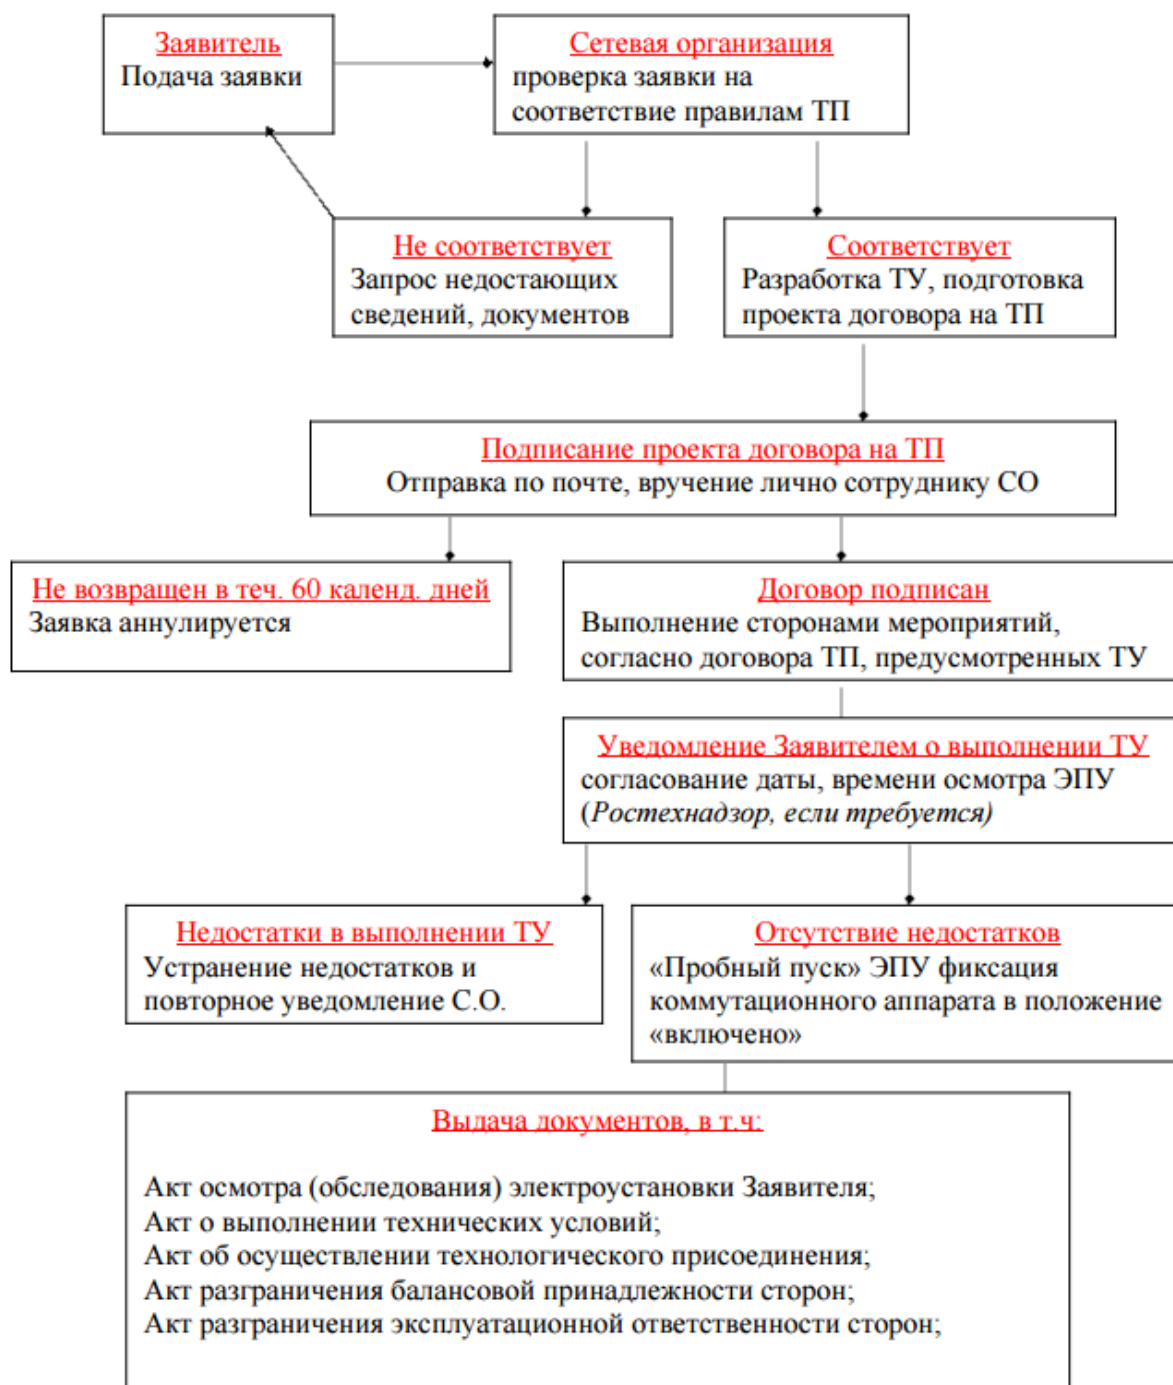 Заявитель
Подача заявки
Сетевая организация
проверка заявки на
соответствие правилам ТП
Не соответствует
Запрос недостающих
сведений, документов
Соответствует
Разработка ТУ, подготовка
проекта договора на ТП
Подписание проекта договора на ТП
Отправка по почте, вручение лично сотруднику СО
Не возвращен в теч. 60 календ. дней
Заявка аннулируется
Договор подписан
Выполнение сторонами мероприятий,
согласно договора ТП, предусмотренных ТУ
Уведомление Заявителем о выполнении ТУ
согласование даты, времени осмотра ЭПУ
(Ростехнадзор, если требуется)
Недостатки в выполнении ТУ
Устранение недостатков и
повторное уведомление С.О.
Отсутствие недостатков
«Пробный пуск» ЭПУ фиксация
коммутационного аппарата в положение
«включено»
Выдача документов, в т.ч:
Акт осмотра (обследования) электроустановки Заявителя;
Акт о выполнении технических условий;
Акт об осуществлении технологического присоединения;
Акт разграничения балансовой принадлежности сторон;
Акт разграничения эксплуатационной ответственности сторон;